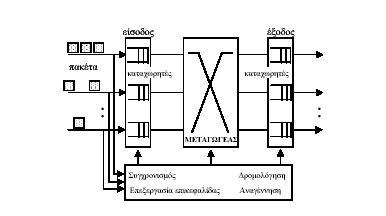 είσοδος
έξοδος
πακέτα
καταχωρητές
καταχωρητές
ΜΕΤΑΓΩΓΕΑΣ
Συγχρονισμός Δρομολόγηση
Επεξεργασία επικεφαλίδας Αναγέννηση